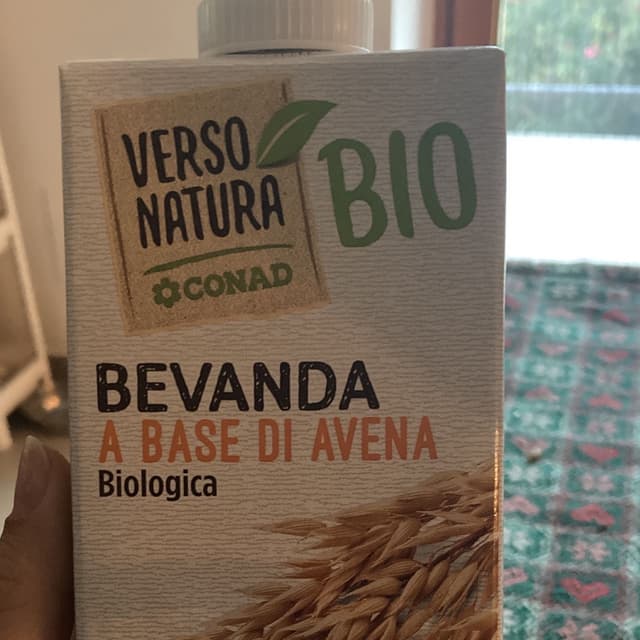 VERSO
NATURA
CONAD
BIO
BEVANDA
A BASE DI AVENA
Biologica